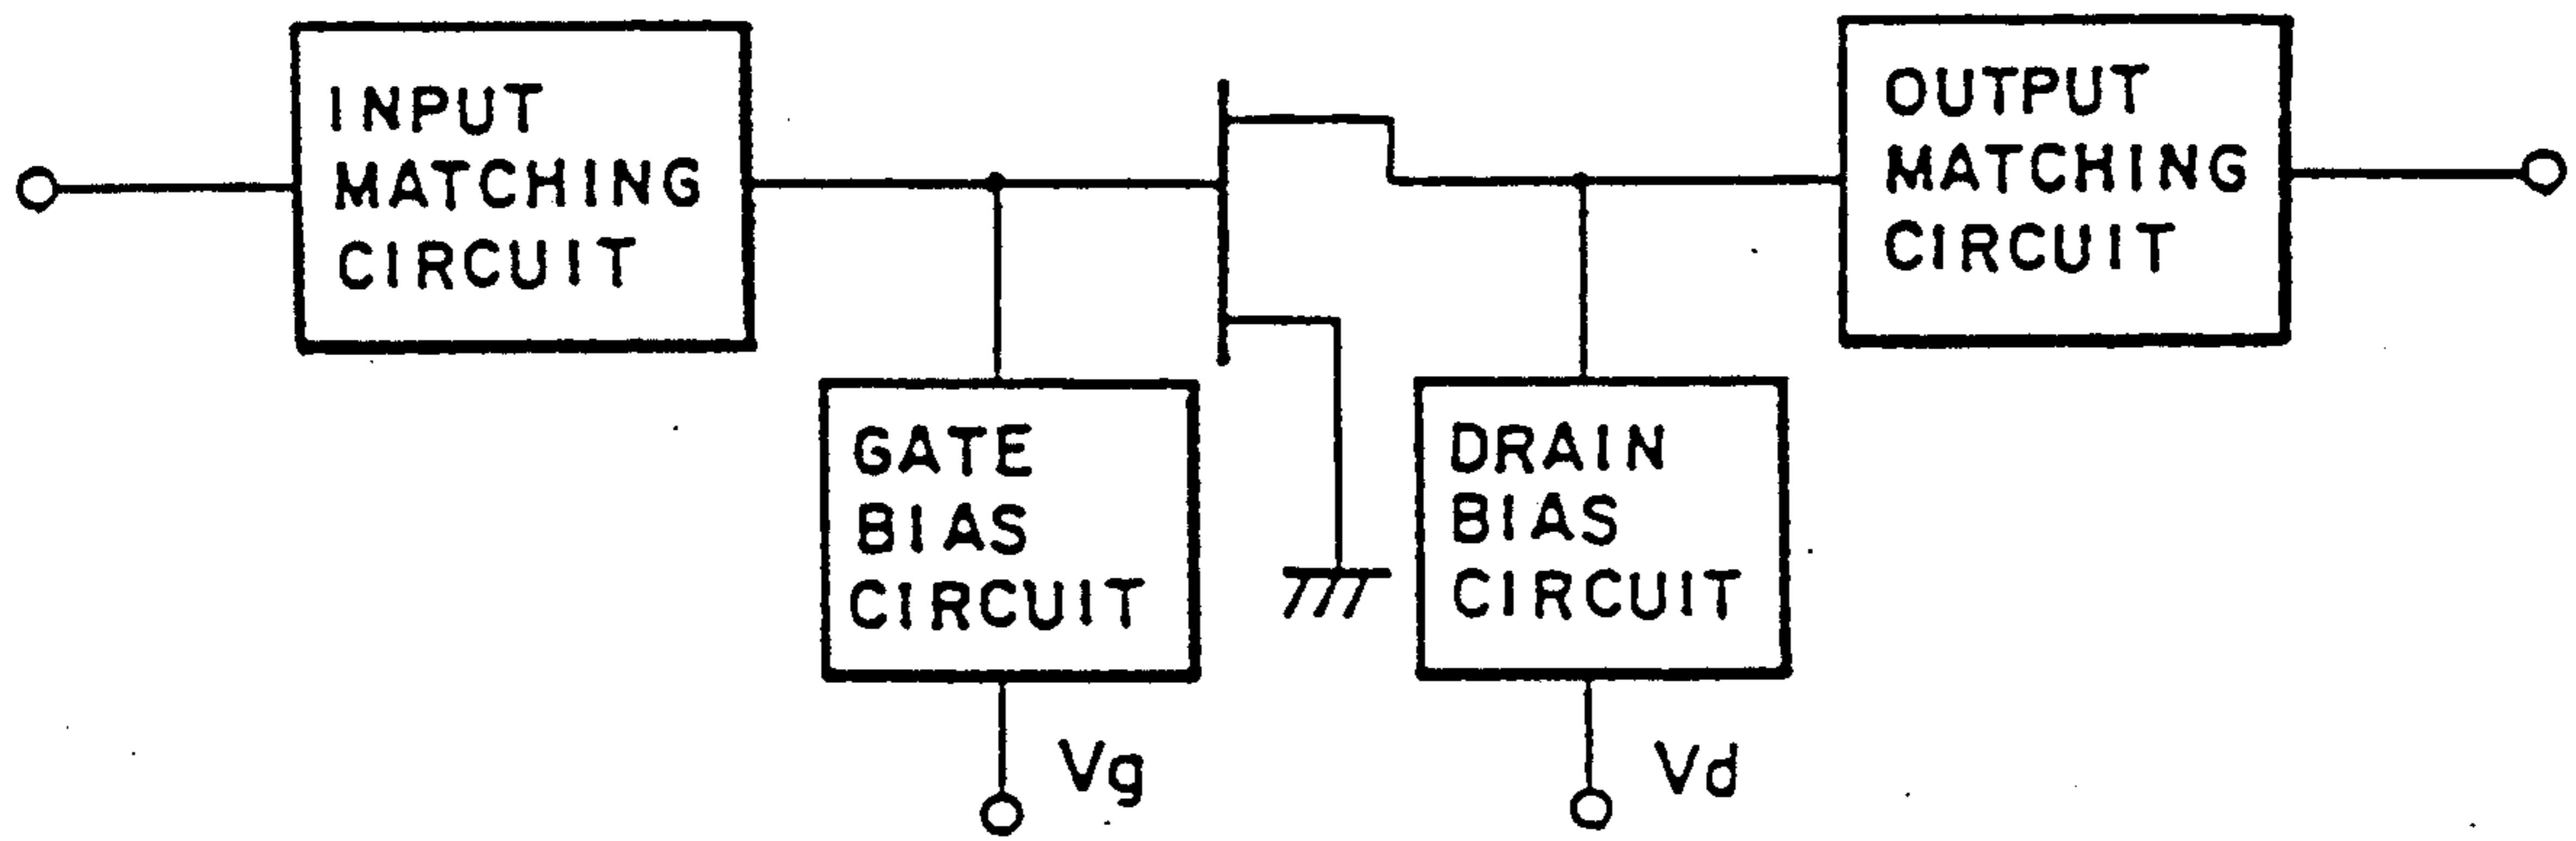 INPUT
MATCHING
CIRCUIT
OUTPUT
MATCHING
CIRCUIT
GATE
BIAS
CIRCUIT
DRAIN
BIAS
CIRCUIT
Vg
Vd